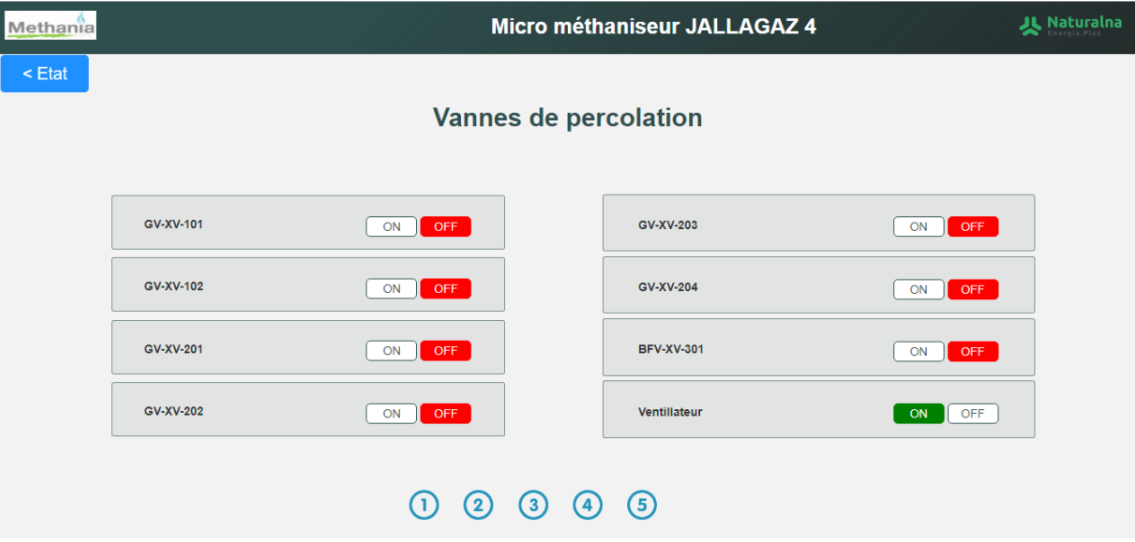 Methania
Micro méthaniseur JALLAGAZ 4
Naturalna
Energia.Plus
< Etat
Vannes de percolation
GV-XV-101 ON OFF
GV-XV-203 ON OFF
GV-XV-102 ON OFF
GV-XV-204 ON OFF
GV-XV-201 ON OFF
BFV-XV-301 ON OFF
GV-XV-202 ON OFF
Ventillateur ON OFF
1 2 3 4 5